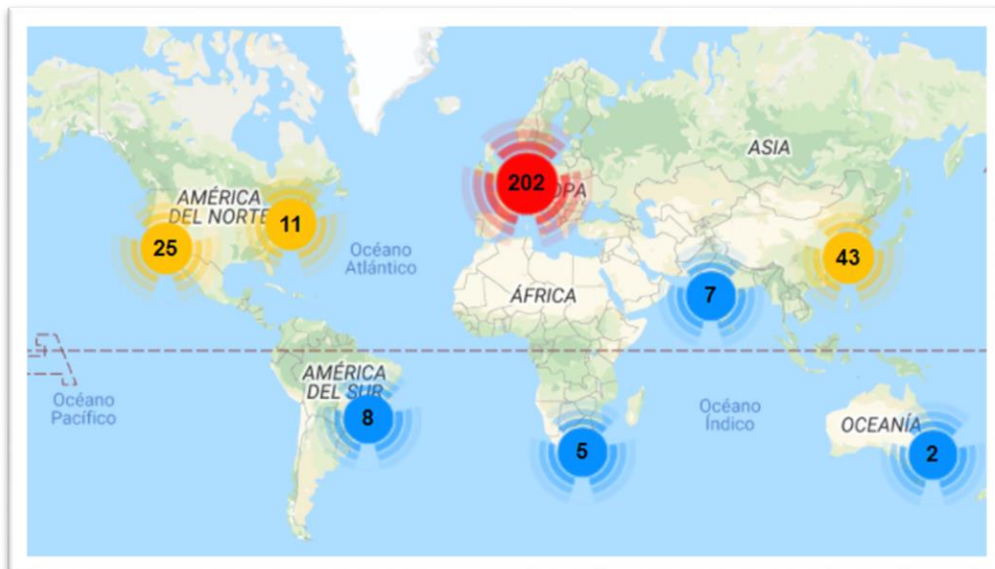 ASIA
202
OPA
AMÉRICA
DEL NORTE
11
25
Océano
Atlántico
43
7
ÁFRICA
AMÉRICA
DEL SUR
8
Océano
Pacífico
Océano
Índico
OCEANÍA
5
2